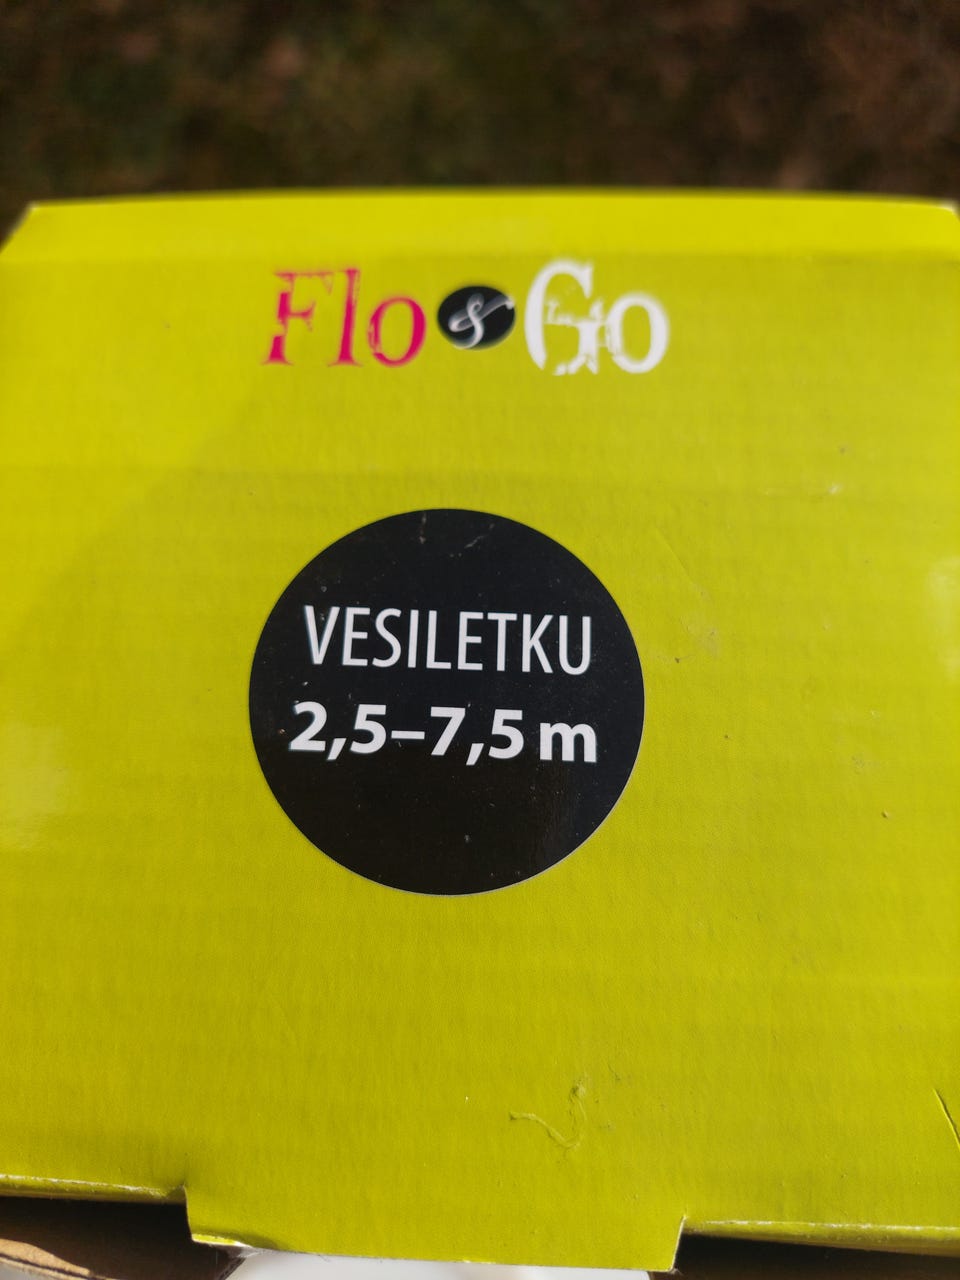 Flo & Go
VESILETKU
2,5–7,5 m